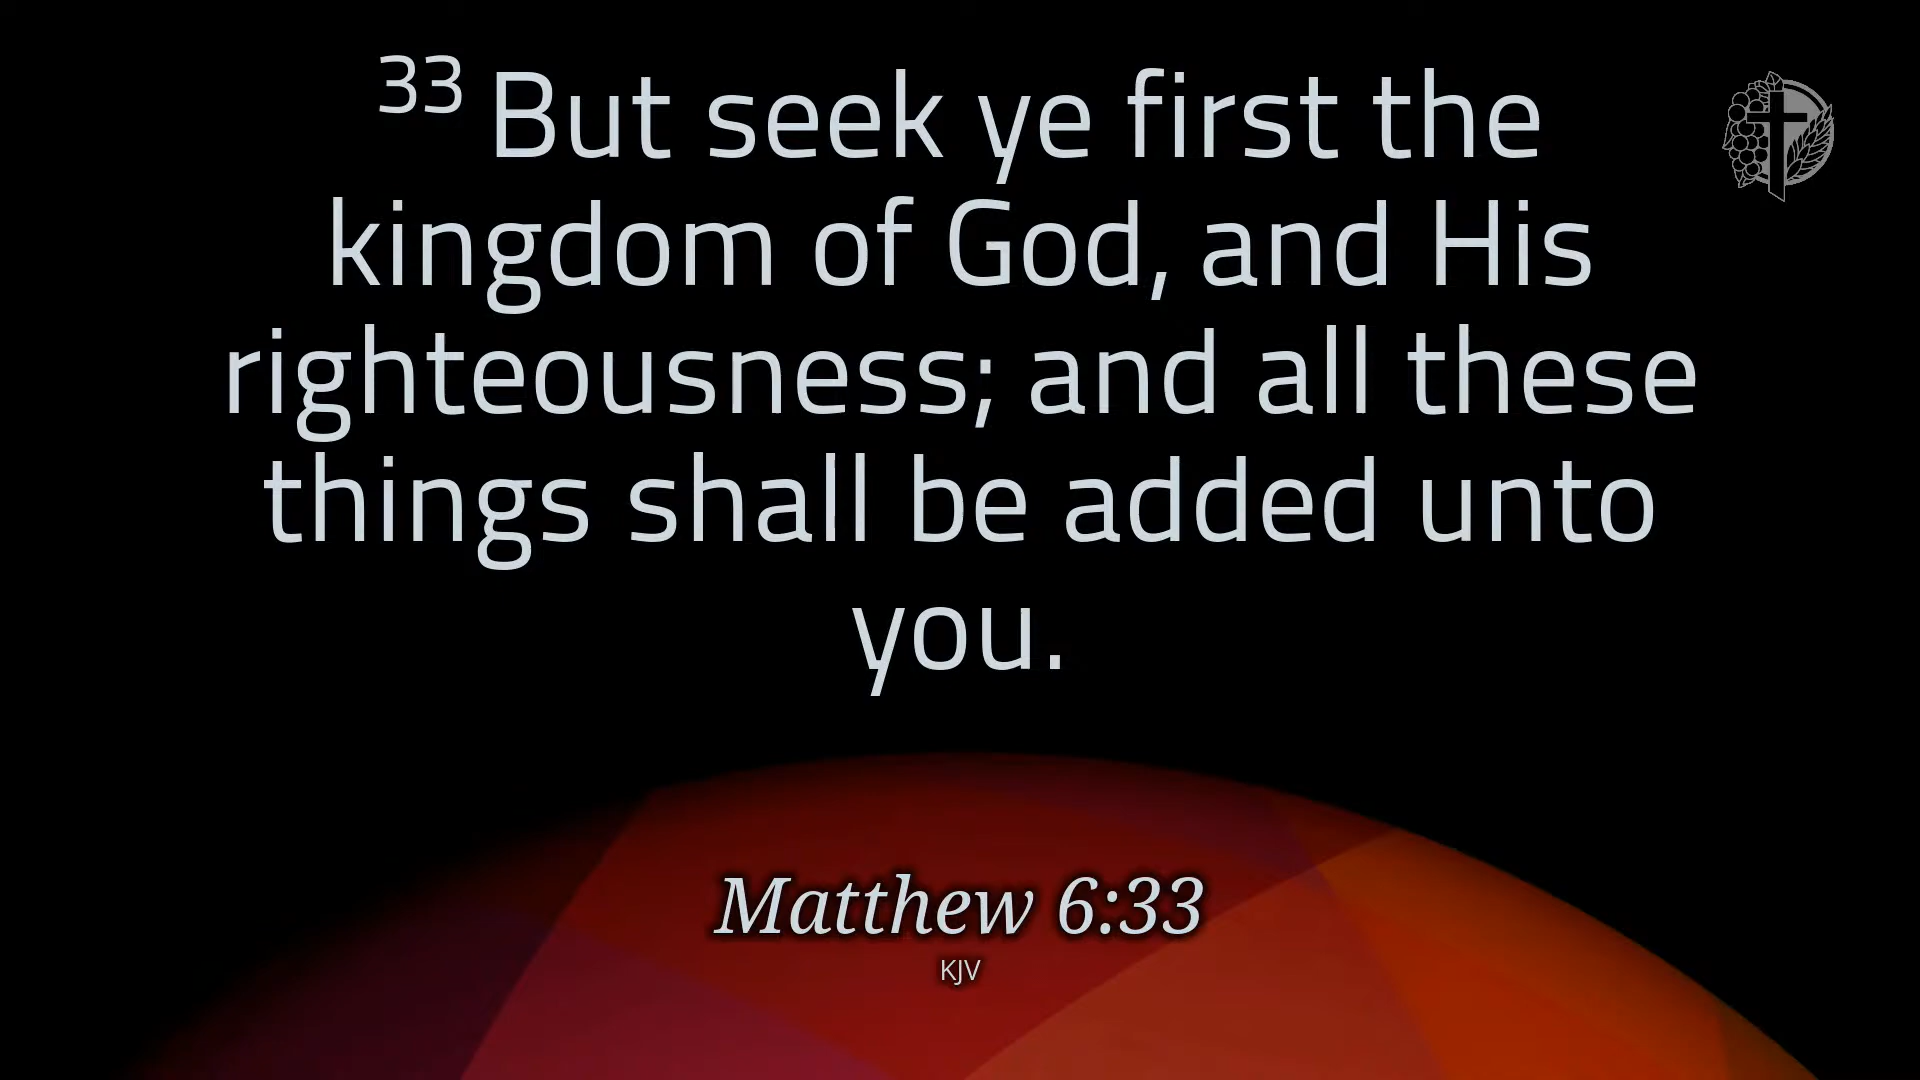 33 But seek ye first the
kingdom of God, and His
righteousness; and all these
things shall be added unto
you.
Matthew 6:33
KJV